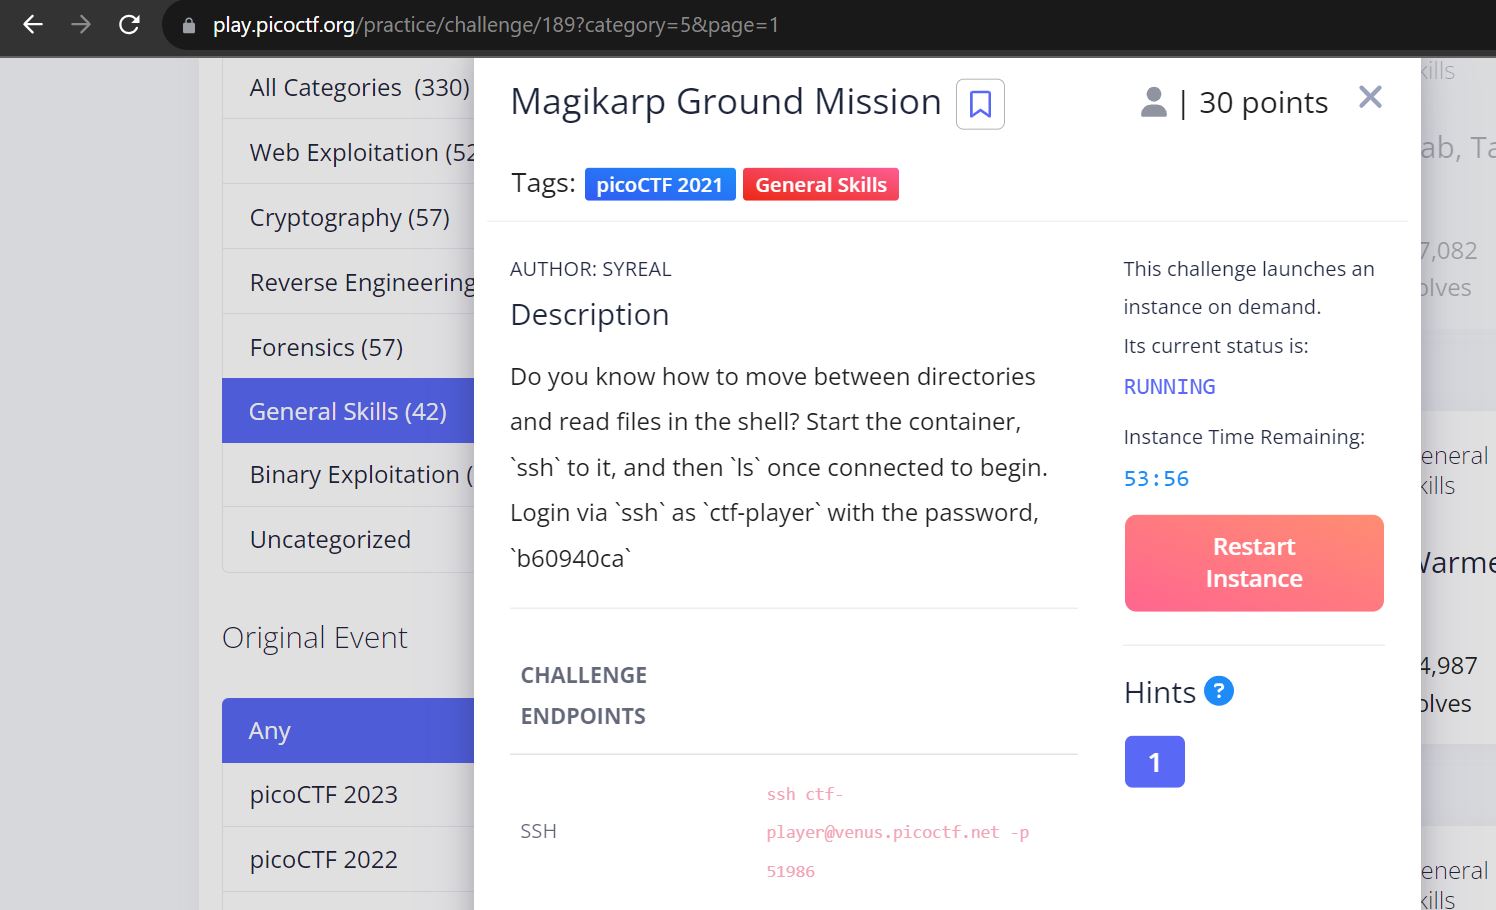 play.picoctf.org/practice/challenge/189?category=5&page=1
All Categories (330)
Web Exploitation (52
Cryptography (57)
Reverse Engineering
Forensics (57)
General Skills (42)
Binary Exploitation (
Uncategorized
Original Event
Any
picoCTF 2023
picoCTF 2022
Magikarp Ground Mission
| 30 points
Tags: picoCTF 2021 General Skills
AUTHOR: SYREAL
Description
Do you know how to move between directories
and read files in the shell? Start the container,
`ssh` to it, and then `ls` once connected to begin.
Login via `ssh` as `ctf-player` with the password,
`b60940ca`
CHALLENGE
ENDPOINTS
SSH
ssh ctf-
player@venus.picoctf.net -p
51986
This challenge launches an
instance on demand.
Its current status is:
RUNNING
Instance Time Remaining:
53:56
Restart
Instance
Hints ?
1
kills
ab, Ta
7,082
olves
eneral
kills
Warme
4,987
olves
eneral
kills